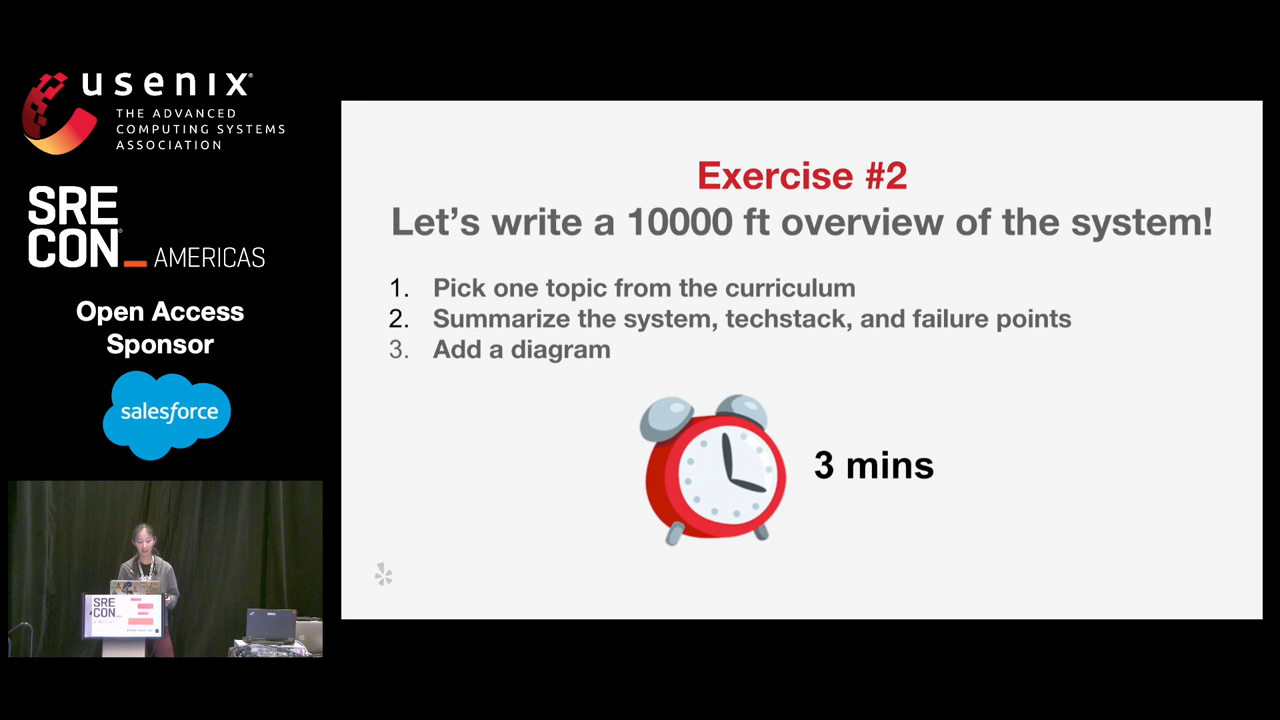 usenix
THE ADVANCED
COMPUTING SYSTEMS
ASSOCIATION
SRE
CON
AMERICAS
Open Access
Sponsor
salesforce
Exercise #2
Let's write a 10000 ft overview of the system!
1. Pick one topic from the curriculum
2. Summarize the system, techstack, and failure points
3. Add a diagram
3 mins
SRE
CON